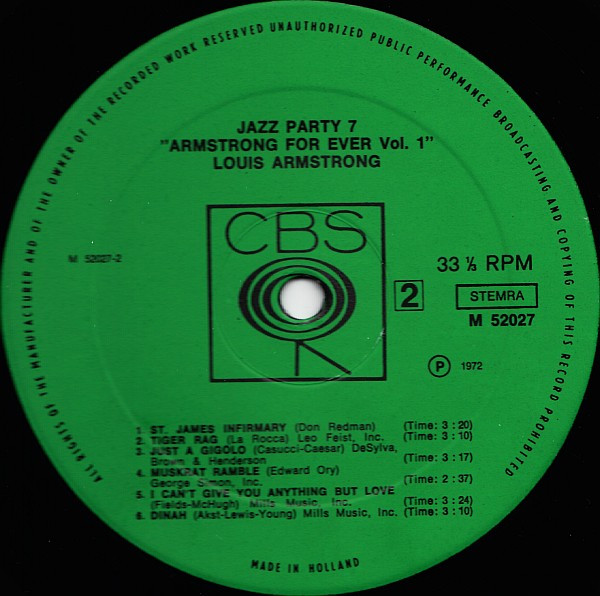 ALL RIGHTS OF THE MANUFACTURER AND OF THE OWNER OF THE RECORDED WORK RESERVED UNAUTHORIZED PUBLIC PERFORMANCE BROADCASTING AND COPYING OF THIS RECORD PROHIBITED
JAZZ PARTY 7
"ARMSTRONG FOR EVER Vol. 1"
LOUIS ARMSTRONG
CBS
M 52027-2
33 ⅓ RPM
2
STEMRA
M 52027
Ⓟ 1972
1 ST. JAMES INFIRMARY (Don Redman) (Time: 3 : 20)
2. TIGER RAG (La Rocca) Leo Feist, Inc. (Time: 3 : 10)
3. JUST A GIGOLO (Casucci-Caesar) DeSylva,
Brown & Henderson (Time: 3 : 17)
4. MUSKRAT RAMBLE (Edward Ory)
George Simon, Inc. (Time: 2 : 37)
5. I CAN'T GIVE YOU ANYTHING BUT LOVE
(Fields-McHugh) Mills Music, Inc. (Time: 3 : 24)
6. DINAH (Akst-Lewis-Young) Mills Music, Inc. (Time: 3 : 10)
MADE IN HOLLAND